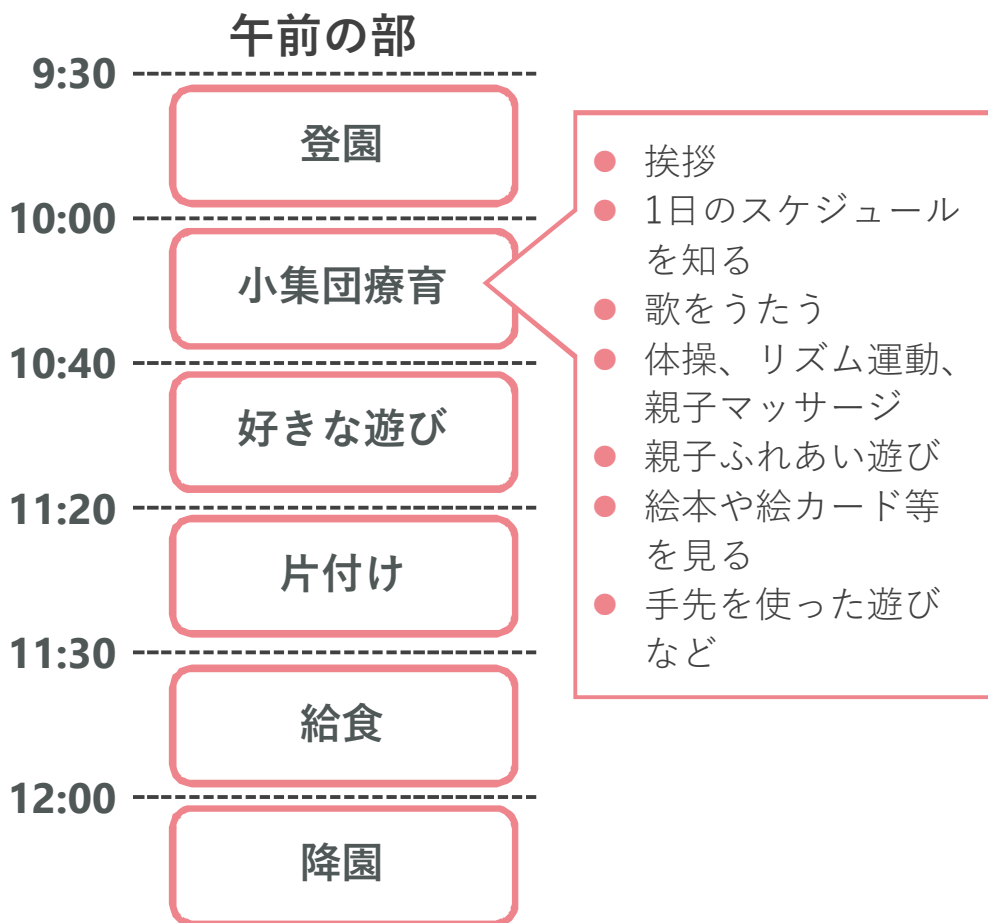 午前の部
9:30
登園
10:00
小集団療育
● 挨拶
● 1日のスケジュール
を知る
● 歌をうたう
● 体操、リズム運動、
親子マッサージ
● 親子ふれあい遊び
● 絵本や絵カード等
を見る
● 手先を使った遊び
など
10:40
好きな遊び
11:20
片付け
11:30
給食
12:00
降園